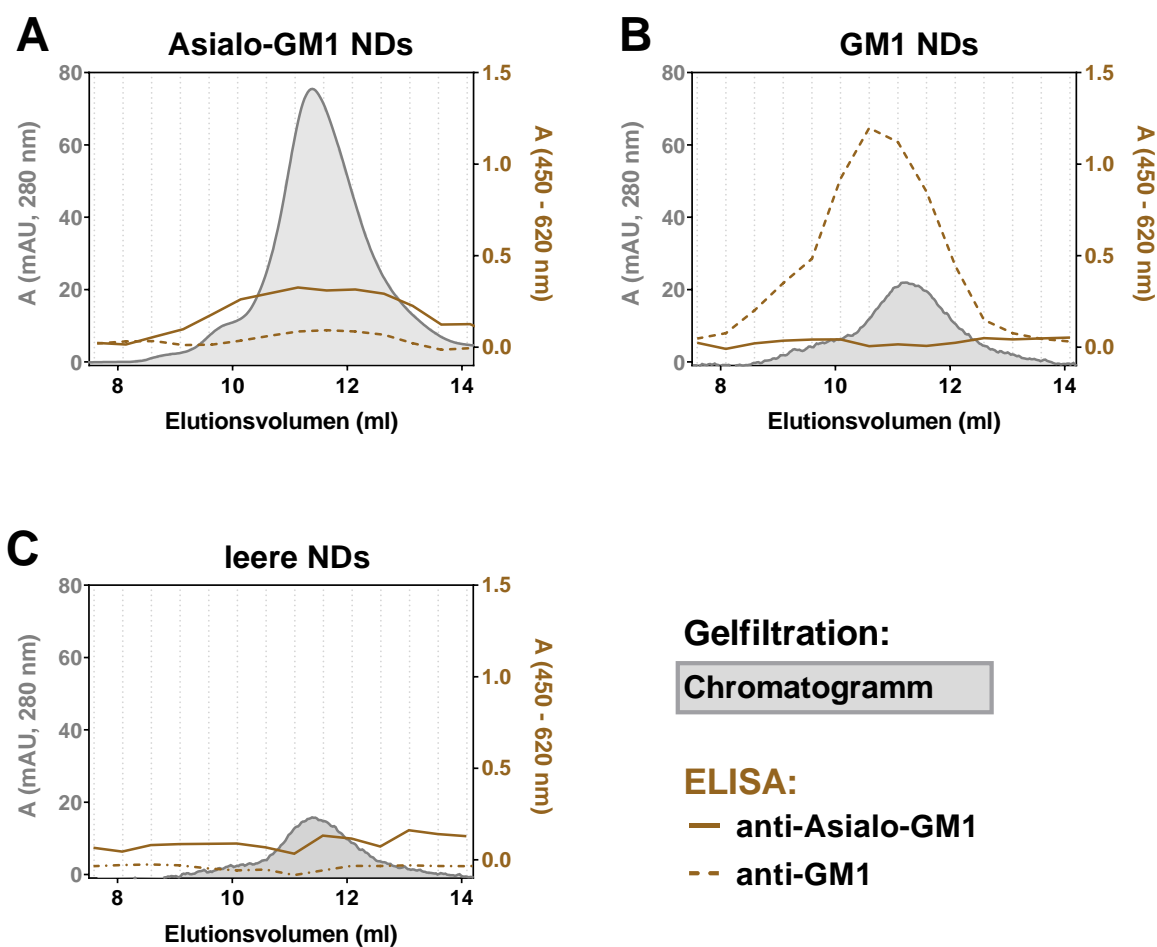 A
Asialo-GM1 NDs
A (mAU, 280 nm)
80
60
40
20
0
1.5
1.0
0.5
0.0
A (450 - 620 nm)
8 10 12 14
Elutionsvolumen (ml)
B
GM1 NDs
A (mAU, 280 nm)
80
60
40
20
0
1.5
1.0
0.5
0.0
A (450 - 620 nm)
8 10 12 14
Elutionsvolumen (ml)
C
leere NDs
A (mAU, 280 nm)
80
60
40
20
0
1.5
1.0
0.5
0.0
A (450 - 620 nm)
8 10 12 14
Elutionsvolumen (ml)
Gelfiltration:
Chromatogramm
ELISA:
anti-Asialo-GM1
anti-GM1